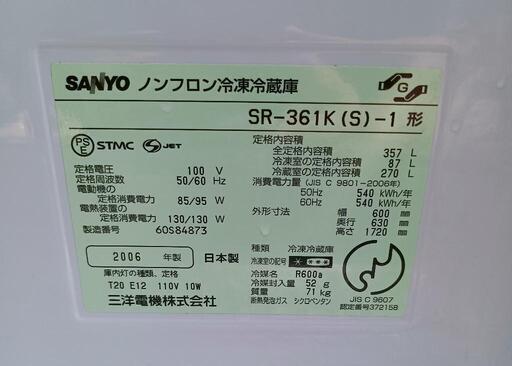 SANYO ノンフロン冷凍冷蔵庫
G
SR-361K(S)-1 形
PS E STMC S JET
定格電圧 100 V
定格周波数 50/60 Hz
電動機の
定格消費電力 85/95 W
電熱装置の
定格消費電力 130/130 W
製造番号 60S84873
2006 年製 日本製
庫内灯の種類、定格
T20 E12 110V 10W
三洋電機株式会社
定格内容積
全定格内容積 357 L
冷凍室の定格内容積 87 L
冷蔵室の定格内容積 270 L
消費電力量(JIS C 9801-2006年)
50Hz 540 kWh/年
60Hz 540 kWh/年
外形寸法 幅 600 mm
奥行 630 mm
高さ 1720 mm
種類 冷凍冷蔵庫
冷凍室の記号 * ***
冷媒名 R600a
冷媒封入量 52 g
質量 71 kg
断熱発泡ガス シクロペンタン
JIS C 9607
認定番号372158